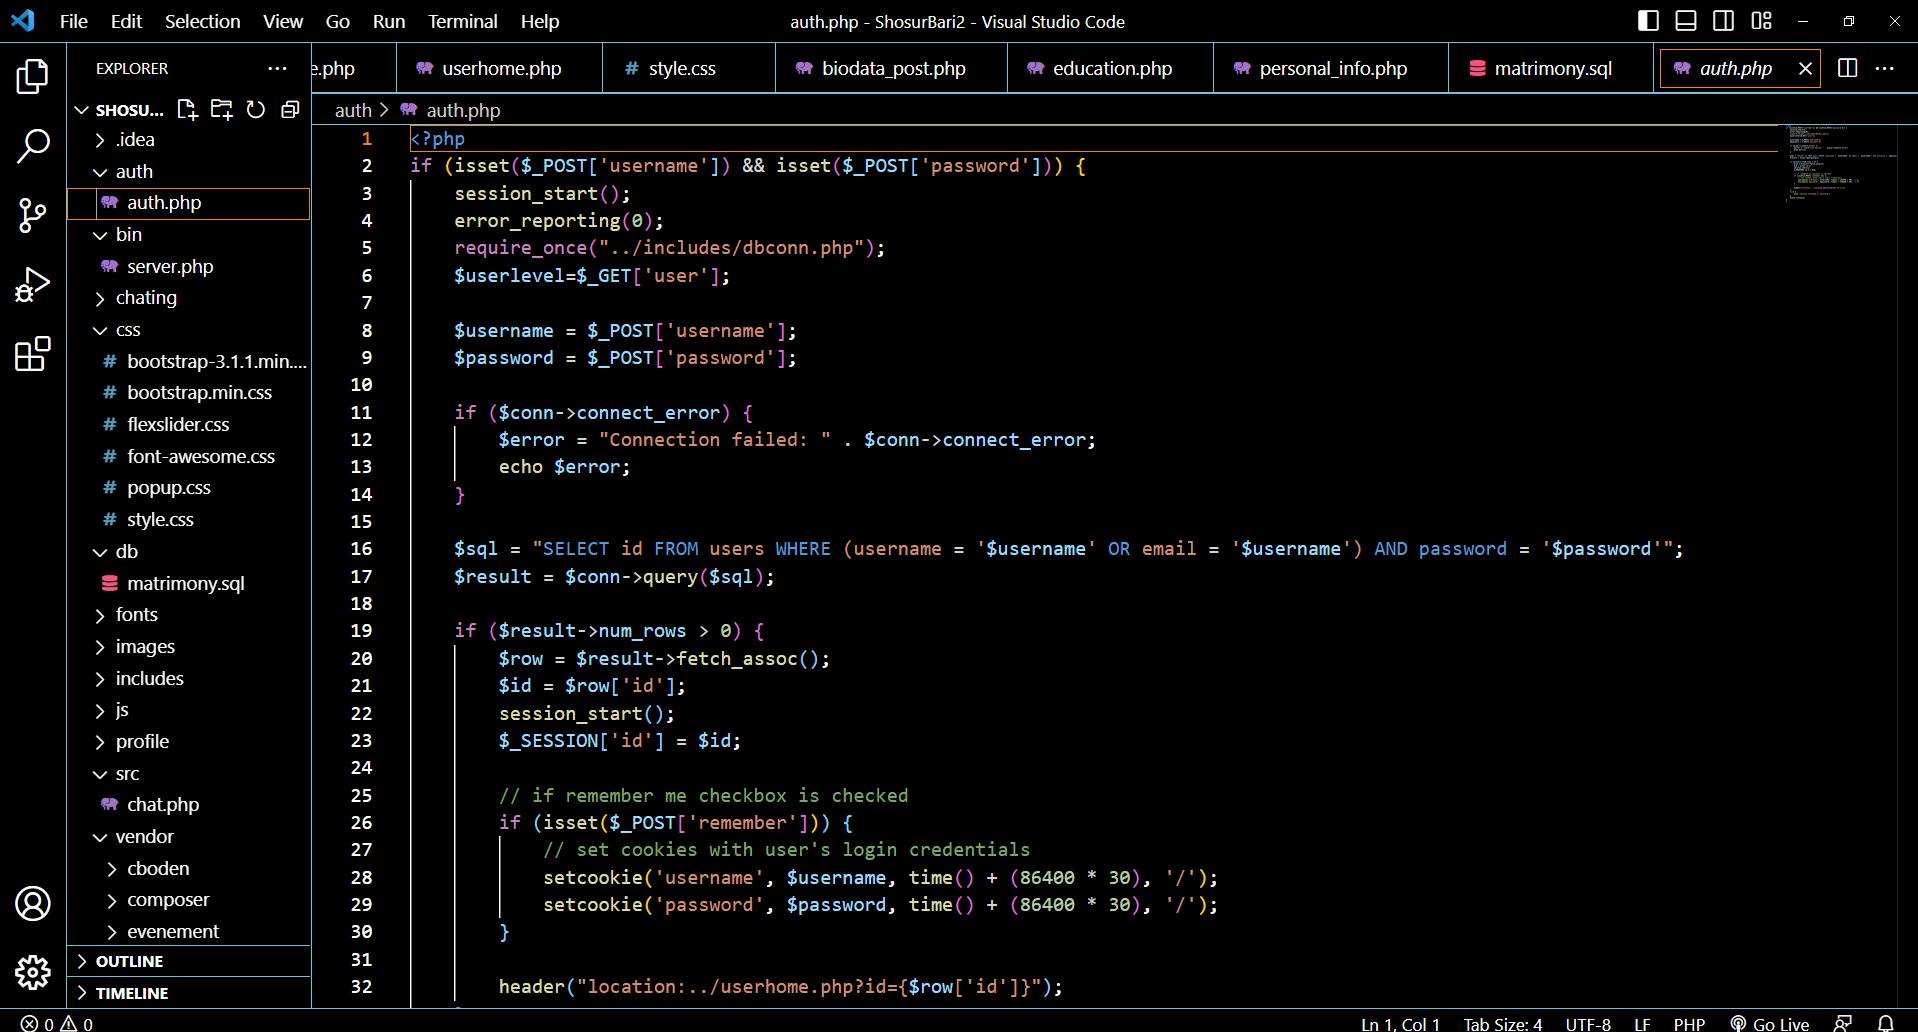 File Edit Selection View Go Run Terminal Help
auth.php - ShosurBari2 - Visual Studio Code
EXPLORER
e.php
userhome.php
style.css
biodata_post.php
education.php
personal_info.php
matrimony.sql
auth.php
SHOSU...
.idea
auth
auth.php
bin
server.php
chating
css
bootstrap-3.1.1.min....
bootstrap.min.css
flexslider.css
font-awesome.css
popup.css
style.css
db
matrimony.sql
fonts
images
includes
js
profile
src
chat.php
vendor
cboden
composer
evenement
OUTLINE
TIMELINE
auth > auth.php
1 <?php
2 if (isset($_POST['username']) && isset($_POST['password'])) {
3     session_start();
4     error_reporting(0);
5     require_once("../includes/dbconn.php");
6     $userlevel=$_GET['user'];
7
8     $username = $_POST['username'];
9     $password = $_POST['password'];
10
11     if ($conn->connect_error) {
12         $error = "Connection failed: " . $conn->connect_error;
13         echo $error;
14     }
15
16     $sql = "SELECT id FROM users WHERE (username = '$username' OR email = '$username') AND password = '$password'";
17     $result = $conn->query($sql);
18
19     if ($result->num_rows > 0) {
20         $row = $result->fetch_assoc();
21         $id = $row['id'];
22         session_start();
23         $_SESSION['id'] = $id;
24
25         // if remember me checkbox is checked
26         if (isset($_POST['remember'])) {
27             // set cookies with user's login credentials
28             setcookie('username', $username, time() + (86400 * 30), '/');
29             setcookie('password', $password, time() + (86400 * 30), '/');
30         }
31
32         header("location:../userhome.php?id={$row['id']}");
0 0
Ln 1, Col 1 Tab Size: 4 UTF-8 LF PHP Go Live